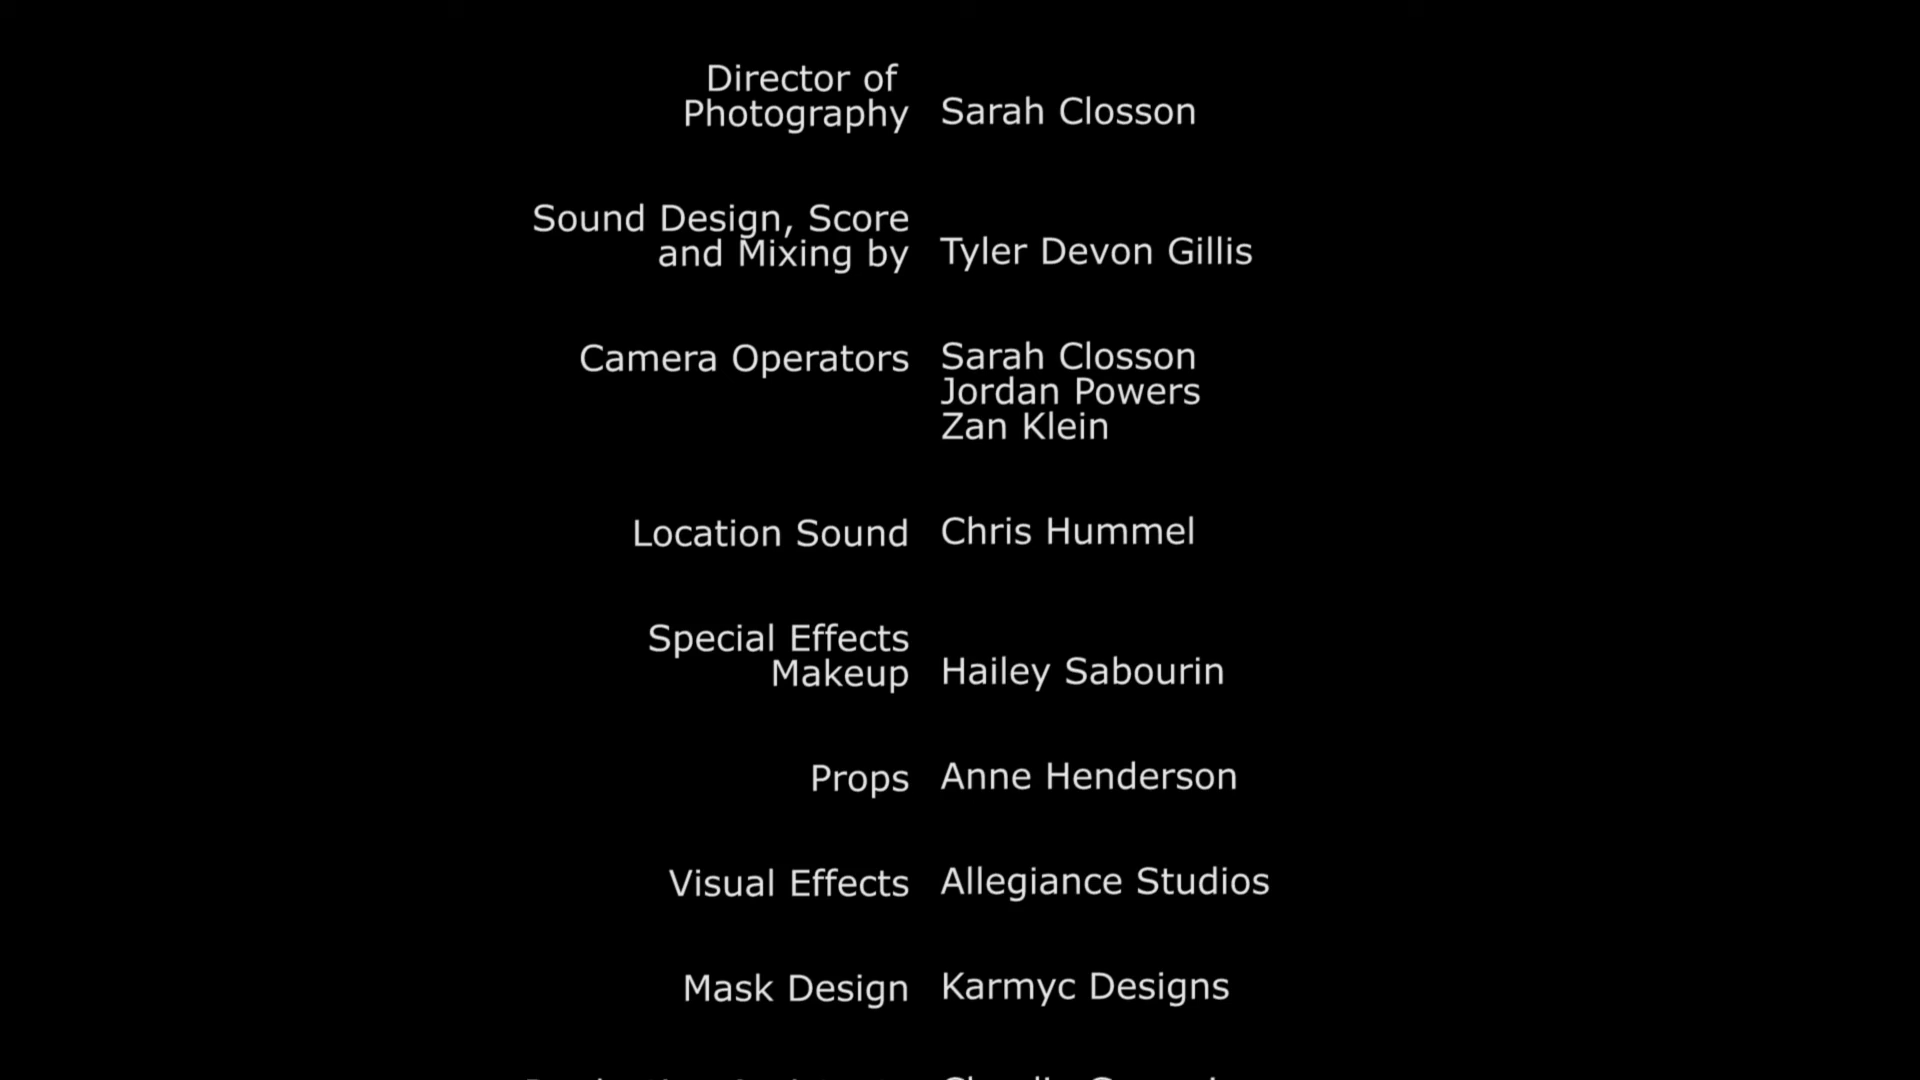 Director of
Photography Sarah Closson
Sound Design, Score
and Mixing by Tyler Devon Gillis
Camera Operators Sarah Closson
Jordan Powers
Zan Klein
Location Sound Chris Hummel
Special Effects
Makeup Hailey Sabourin
Props Anne Henderson
Visual Effects Allegiance Studios
Mask Design Karmyc Designs